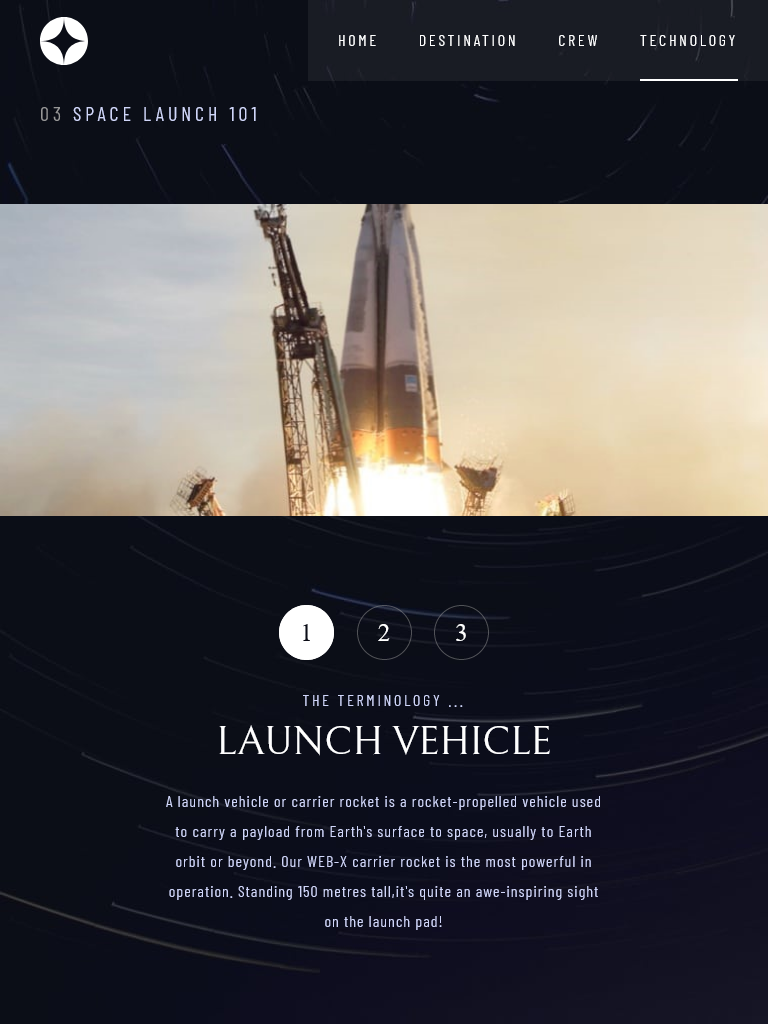 HOME DESTINATION CREW TECHNOLOGY
03 SPACE LAUNCH 101
1 2 3
THE TERMINOLOGY ...
LAUNCH VEHICLE
A launch vehicle or carrier rocket is a rocket-propelled vehicle used
to carry a payload from Earth's surface to space, usually to Earth
orbit or beyond. Our WEB-X carrier rocket is the most powerful in
operation. Standing 150 metres tall,it's quite an awe-inspiring sight
on the launch pad!